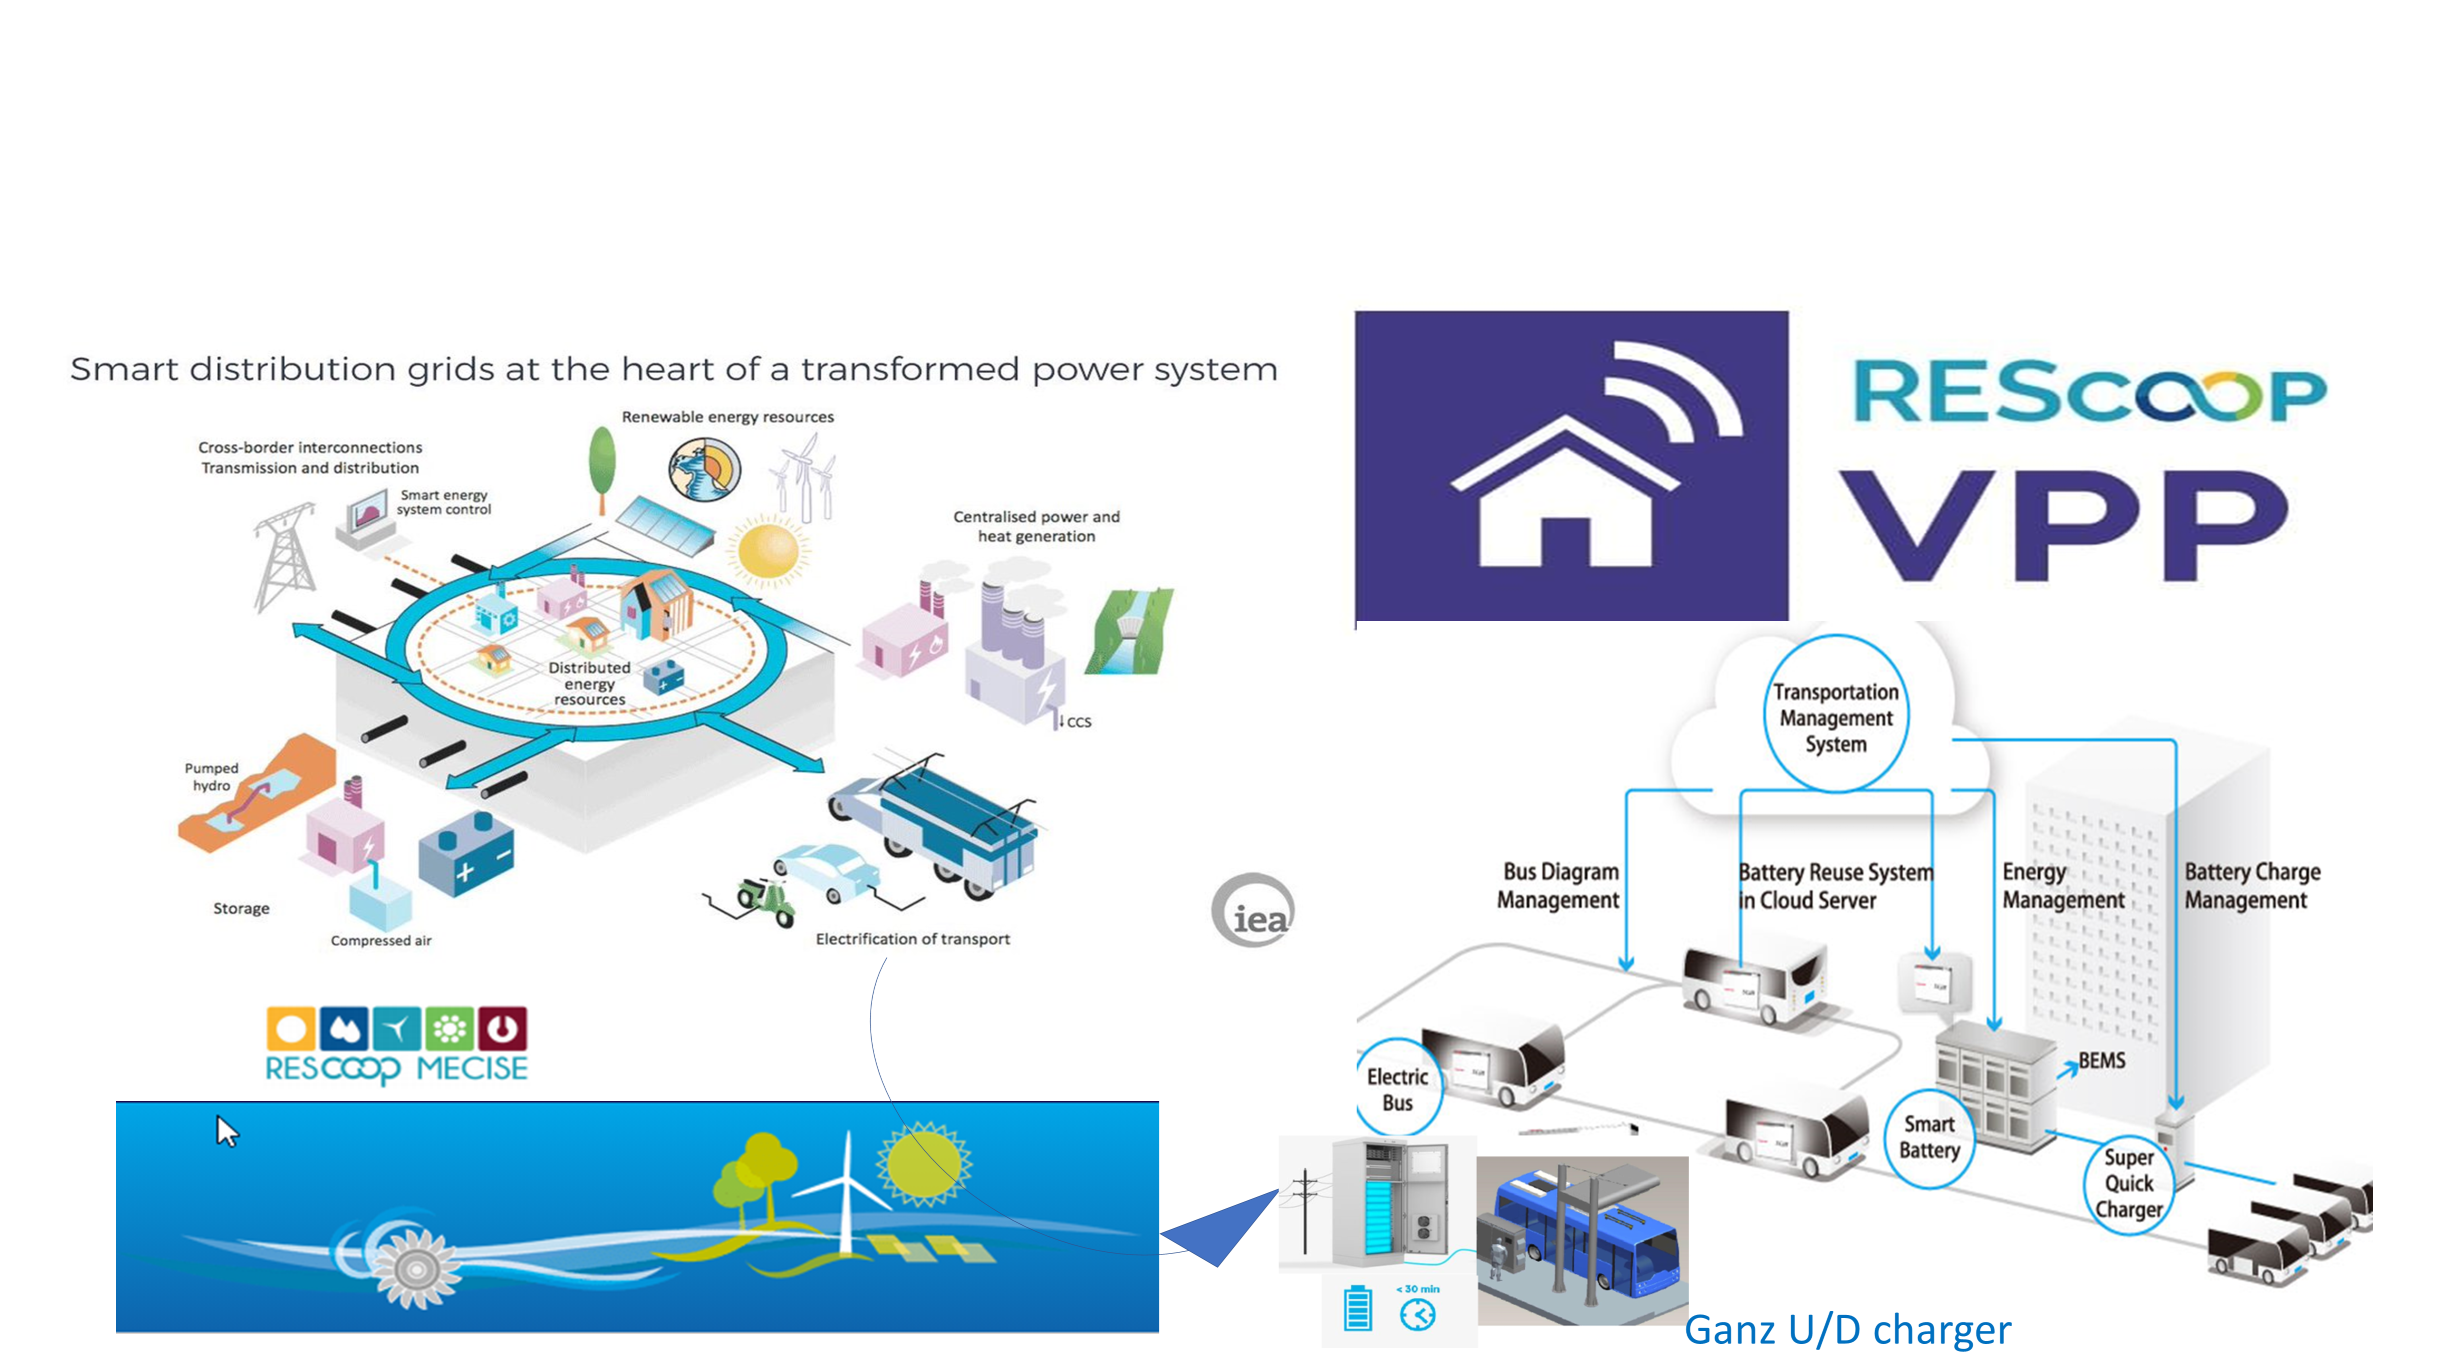 Smart distribution grids at the heart of a transformed power system
Renewable energy resources
Cross-border interconnections
Transmission and distribution
Smart energy
system control
Centralised power and
heat generation
Distributed
energy
resources
CCS
Pumped
hydro
Storage
Compressed air
Electrification of transport
iea
RESCOOP MECISE
RESCOOP
VPP
Transportation
Management
System
Bus Diagram
Management
Battery Reuse System
in Cloud Server
Energy
Management
Battery Charge
Management
Electric
Bus
BEMS
Smart
Battery
Super
Quick
Charger
< 30 min
Ganz U/D charger